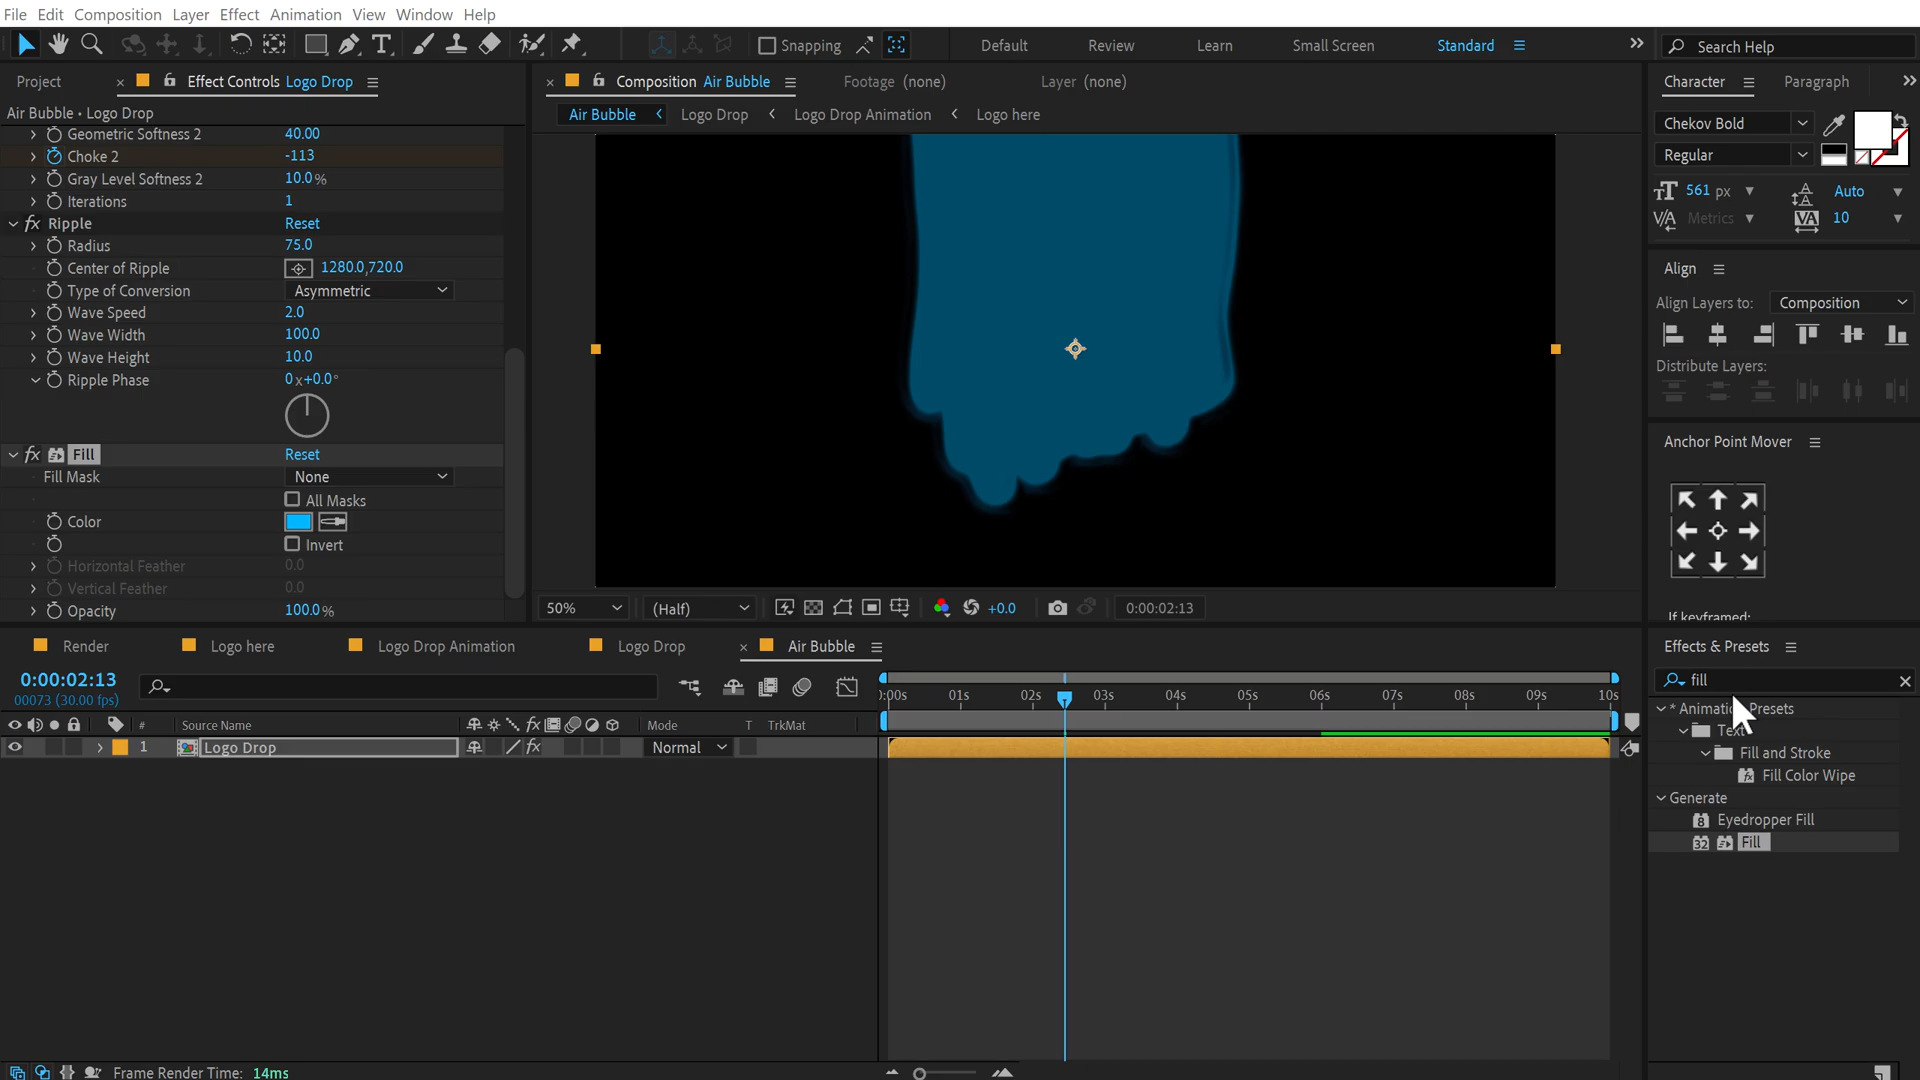 File Edit Composition Layer Effect Animation View Window Help
Snapping Default Review Learn Small Screen Standard Search Help
Project Effect Controls Logo Drop Composition Air Bubble Footage (none) Layer (none) Character Paragraph
Air Bubble • Logo Drop Air Bubble Logo Drop Logo Drop Animation Logo here
Chekov Bold
Geometric Softness 2 40.00
Choke 2 -113 Regular
Gray Level Softness 2 10.0 %
561 px Auto
Iterations 1
Metrics 10
Ripple Reset
Radius 75.0
Center of Ripple 1280.0,720.0 Align
Type of Conversion Asymmetric Align Layers to: Composition
Wave Speed 2.0
Wave Width 100.0
Wave Height 10.0 Distribute Layers:
Ripple Phase 0 x+0.0°
Anchor Point Mover
Fill Reset
Fill Mask None
All Masks
Color
Invert
Horizontal Feather 0.0
Vertical Feather 0.0
Opacity 100.0 % 50% (Half) +0.0 0:00:02:13 If keyframed:
Render Logo here Logo Drop Animation Logo Drop Air Bubble Effects & Presets
0:00:02:13 fill
00073 (30.00 fps) :00s 01s 02s 03s 04s 05s 06s 07s 08s 09s 10s
* Presets
# Source Name Mode T TrkMat
1 Logo Drop Normal
Fill and Stroke
Fill Color Wipe
Generate
8 Eyedropper Fill
32 Fill
Frame Render Time: 14ms